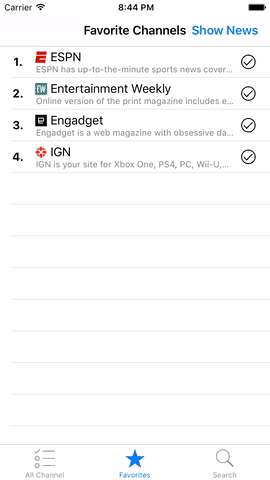 Carrier 8:44 PM
Favorite Channels Show News
1. ESPN
ESPN has up-to-the-minute sports news cover...
2. EW Entertainment Weekly
Online version of the print magazine includes e...
3. Engadget
Engadget is a web magazine with obsessive da...
4. IGN
IGN is your site for Xbox One, PS4, PC, Wii-U,...
All Channel Favorites Search